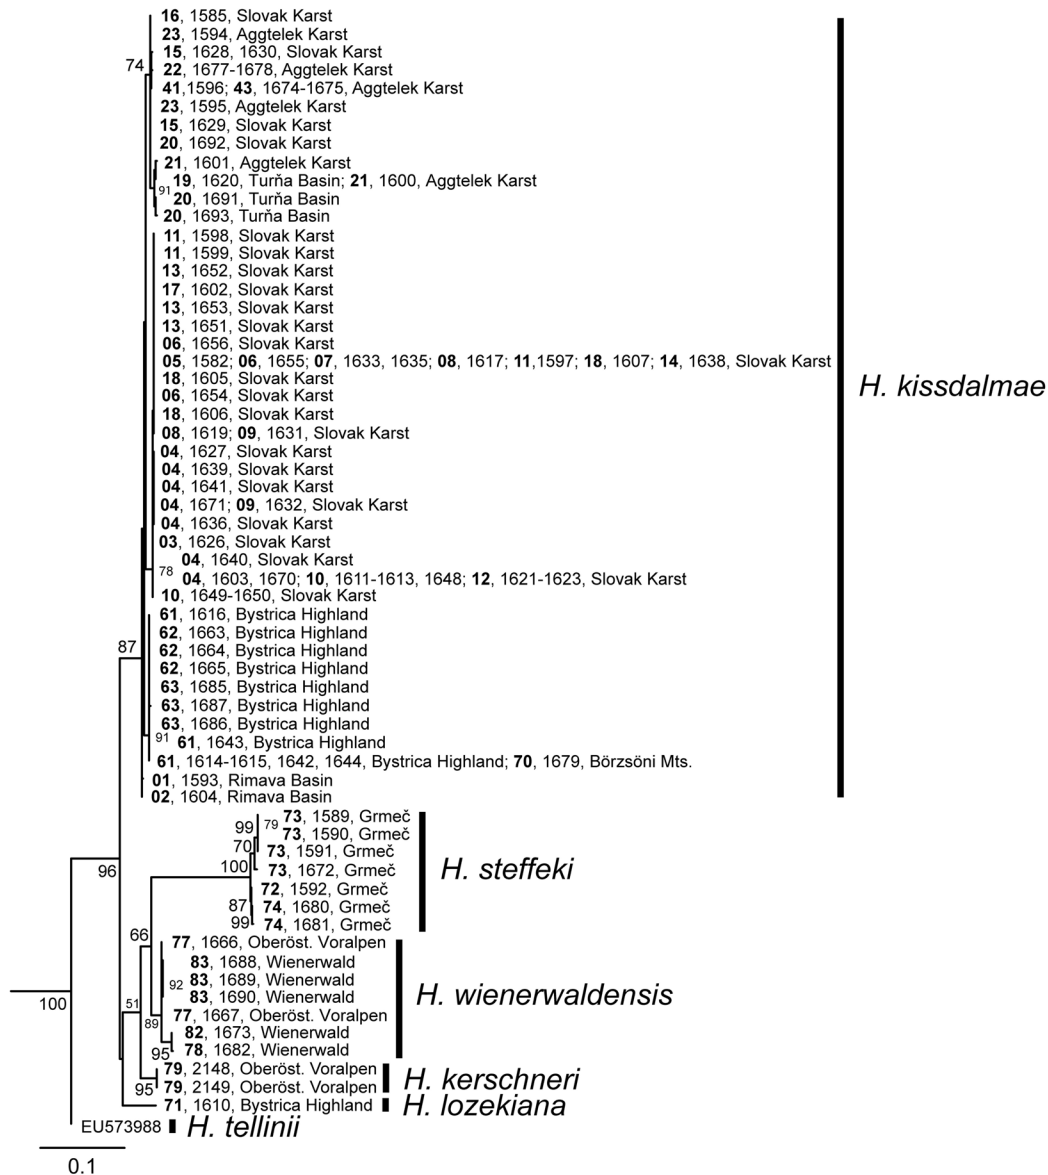 16, 1585, Slovak Karst
23, 1594, Aggtelek Karst
15, 1628, 1630, Slovak Karst
74
22, 1677-1678, Aggtelek Karst
41,1596; 43, 1674-1675, Aggtelek Karst
23, 1595, Aggtelek Karst
15, 1629, Slovak Karst
20, 1692, Slovak Karst
21, 1601, Aggtelek Karst
19, 1620, Turňa Basin; 21, 1600, Aggtelek Karst
91
20, 1691, Turňa Basin
20, 1693, Turňa Basin
11, 1598, Slovak Karst
11, 1599, Slovak Karst
13, 1652, Slovak Karst
17, 1602, Slovak Karst
13, 1653, Slovak Karst
13, 1651, Slovak Karst
06, 1656, Slovak Karst
05, 1582; 06, 1655; 07, 1633, 1635; 08, 1617; 11,1597; 18, 1607; 14, 1638, Slovak Karst
18, 1605, Slovak Karst
H. kissdalmae
06, 1654, Slovak Karst
18, 1606, Slovak Karst
08, 1619; 09, 1631, Slovak Karst
04, 1627, Slovak Karst
04, 1639, Slovak Karst
04, 1641, Slovak Karst
04, 1671; 09, 1632, Slovak Karst
04, 1636, Slovak Karst
03, 1626, Slovak Karst
04, 1640, Slovak Karst
78
04, 1603, 1670; 10, 1611-1613, 1648; 12, 1621-1623, Slovak Karst
10, 1649-1650, Slovak Karst
61, 1616, Bystrica Highland
62, 1663, Bystrica Highland
87
62, 1664, Bystrica Highland
62, 1665, Bystrica Highland
63, 1685, Bystrica Highland
63, 1687, Bystrica Highland
63, 1686, Bystrica Highland
91
61, 1643, Bystrica Highland
61, 1614-1615, 1642, 1644, Bystrica Highland; 70, 1679, Börzsöni Mts.
01, 1593, Rimava Basin
02, 1604, Rimava Basin
73, 1589, Grmeč
99
79
73, 1590, Grmeč
70
73, 1591, Grmeč
100
96
73, 1672, Grmeč
H. steffeki
72, 1592, Grmeč
87
74, 1680, Grmeč
99
74, 1681, Grmeč
66
77, 1666, Oberöst. Voralpen
83, 1688, Wienerwald
92
83, 1689, Wienerwald
83, 1690, Wienerwald
H. wienerwaldensis
100
51
77, 1667, Oberöst. Voralpen
89
82, 1673, Wienerwald
95
78, 1682, Wienerwald
79, 2148, Oberöst. Voralpen
H. kerschneri
95
79, 2149, Oberöst. Voralpen
71, 1610, Bystrica Highland
H. lozekiana
EU573988
H. tellinii
0.1